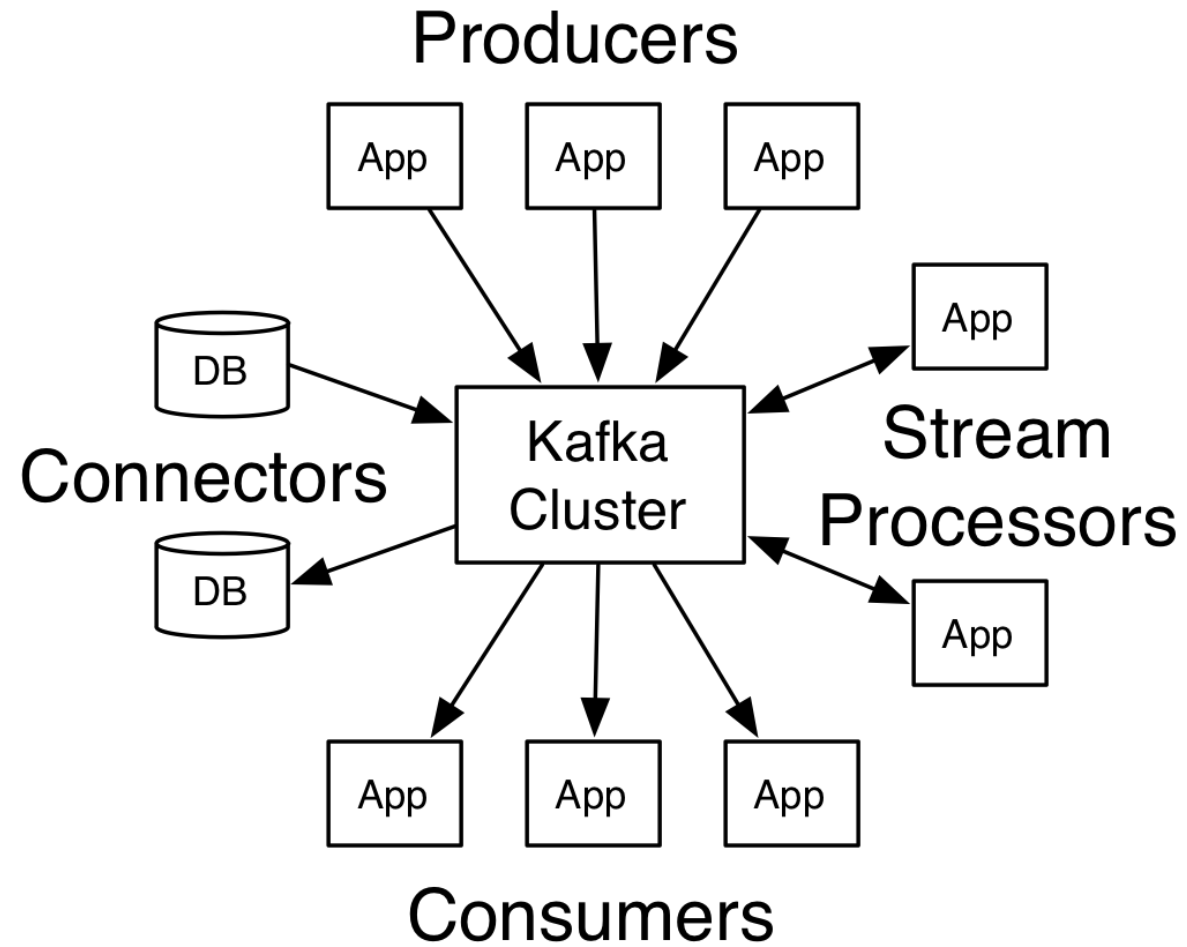 Producers
App
App
App
App
DB
Kafka
Cluster
Stream
Processors
Connectors
DB
App
App
App
App
Consumers